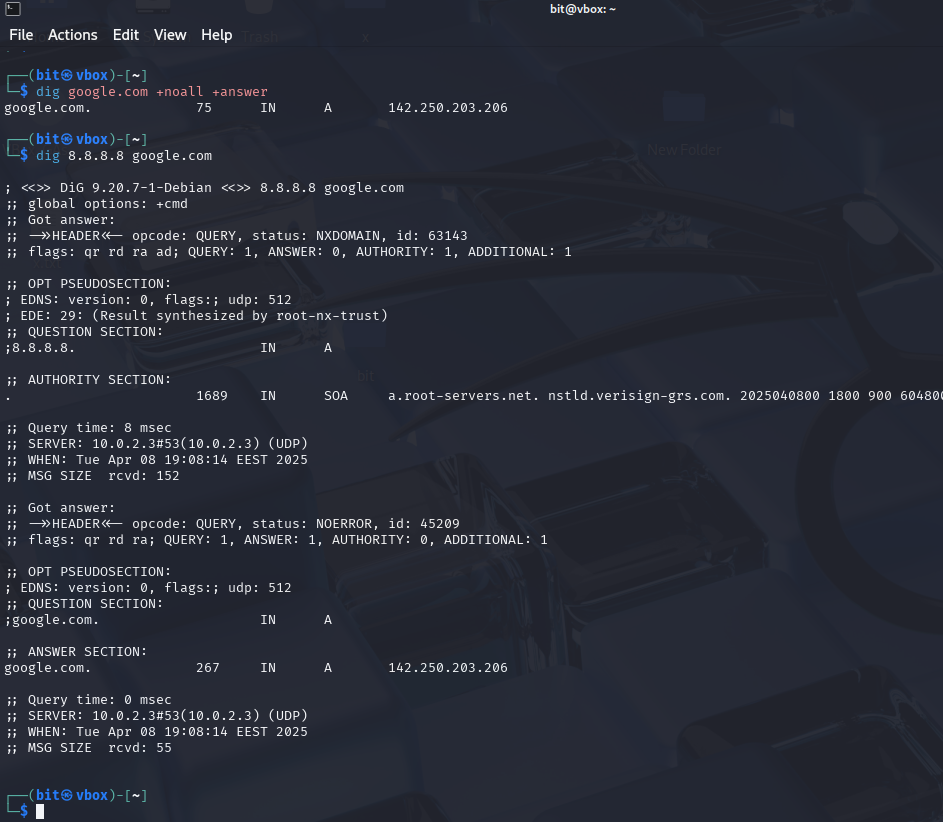 bit@vbox: ~
File Actions Edit View Help
Trash
x
┌──(bit㉿vbox)-[~]
└─$ dig google.com +noall +answer
google.com. 75 IN A 142.250.203.206
┌──(bit㉿vbox)-[~]
└─$ dig 8.8.8.8 google.com
New Folder
; <<>> DiG 9.20.7-1-Debian <<>> 8.8.8.8 google.com
;; global options: +cmd
;; Got answer:
;; ->>HEADER<<- opcode: QUERY, status: NXDOMAIN, id: 63143
;; flags: qr rd ra ad; QUERY: 1, ANSWER: 0, AUTHORITY: 1, ADDITIONAL: 1
;; OPT PSEUDOSECTION:
; EDNS: version: 0, flags:; udp: 512
; EDE: 29: (Result synthesized by root-nx-trust)
;; QUESTION SECTION:
;8.8.8.8. IN A
bit
;; AUTHORITY SECTION:
. 1689 IN SOA a.root-servers.net. nstld.verisign-grs.com. 2025040800 1800 900 604800
;; Query time: 8 msec
;; SERVER: 10.0.2.3#53(10.0.2.3) (UDP)
;; WHEN: Tue Apr 08 19:08:14 EEST 2025
;; MSG SIZE rcvd: 152
;; Got answer:
;; ->>HEADER<<- opcode: QUERY, status: NOERROR, id: 45209
;; flags: qr rd ra; QUERY: 1, ANSWER: 1, AUTHORITY: 0, ADDITIONAL: 1
;; OPT PSEUDOSECTION:
; EDNS: version: 0, flags:; udp: 512
;; QUESTION SECTION:
;google.com. IN A
;; ANSWER SECTION:
google.com. 267 IN A 142.250.203.206
;; Query time: 0 msec
;; SERVER: 10.0.2.3#53(10.0.2.3) (UDP)
;; WHEN: Tue Apr 08 19:08:14 EEST 2025
;; MSG SIZE rcvd: 55
┌──(bit㉿vbox)-[~]
└─$